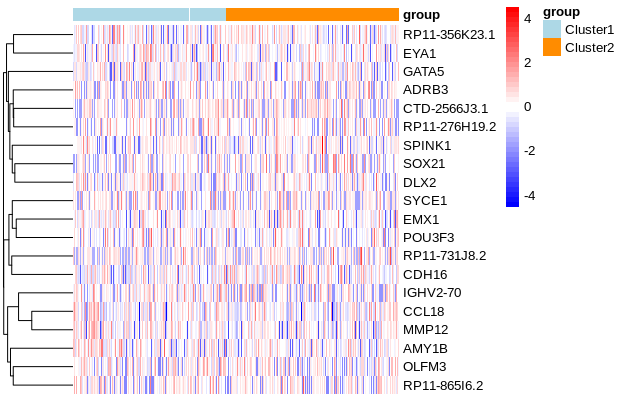 group
RP11-356K23.1
EYA1
GATA5
ADRB3
CTD-2566J3.1
RP11-276H19.2
SPINK1
SOX21
DLX2
SYCE1
EMX1
POU3F3
RP11-731J8.2
CDH16
IGHV2-70
CCL18
MMP12
AMY1B
OLFM3
RP11-865I6.2
4
2
0
-2
-4
group
Cluster1
Cluster2